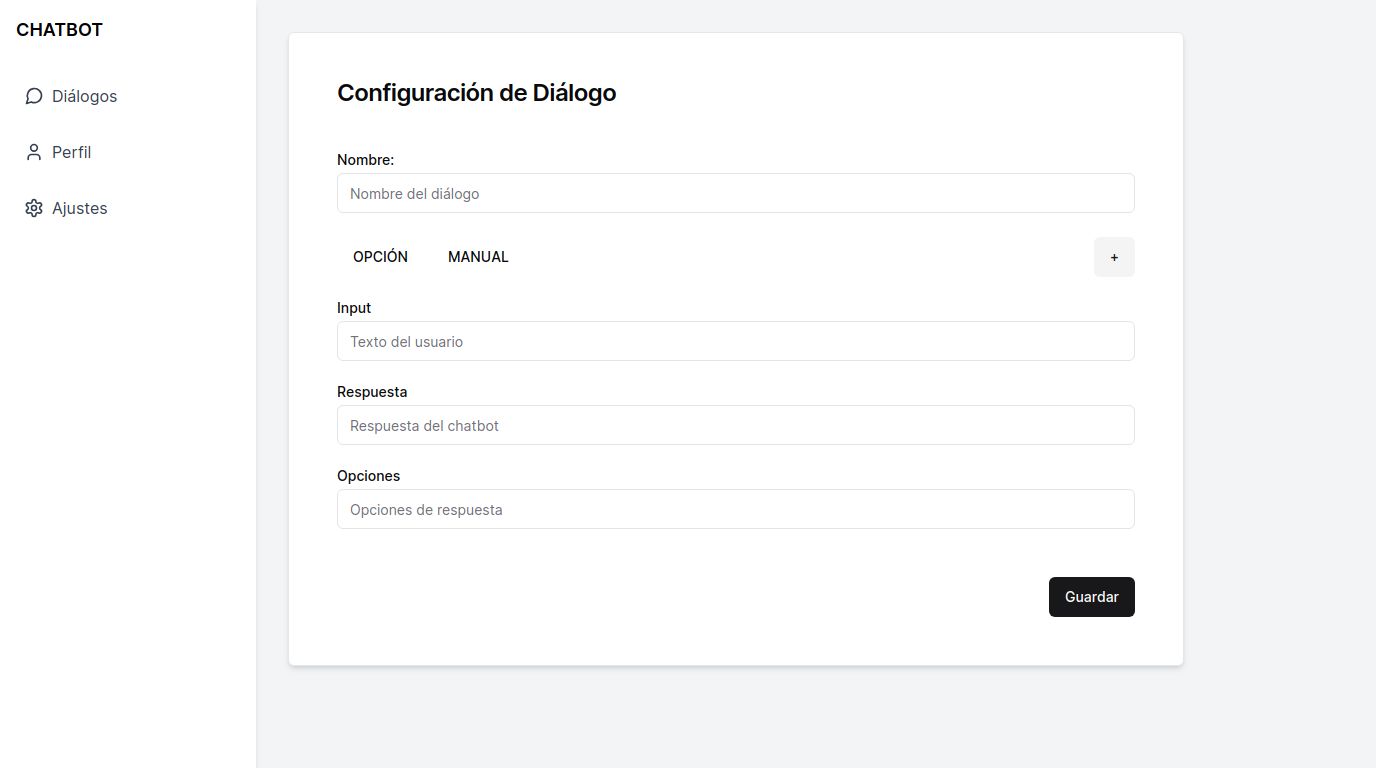 CHATBOT
Diálogos
Perfil
Ajustes
Configuración de Diálogo
Nombre:
Nombre del diálogo
OPCIÓN MANUAL +
Input
Texto del usuario
Respuesta
Respuesta del chatbot
Opciones
Opciones de respuesta
Guardar